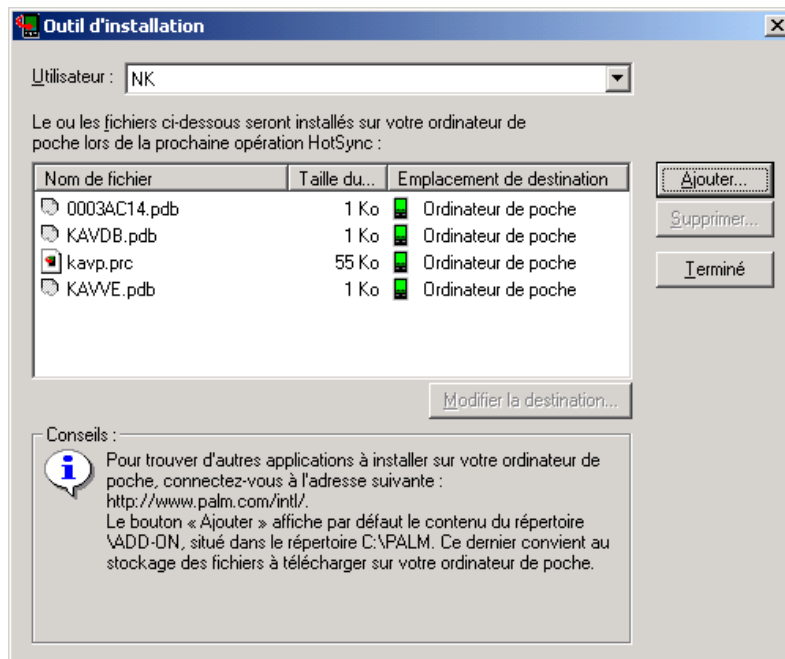 Outil d'installation
Utilisateur : NK
Le ou les fichiers ci-dessous seront installés sur votre ordinateur de
poche lors de la prochaine opération HotSync :
Nom de fichier Taille du... Emplacement de destination
0003AC14.pdb 1 Ko Ordinateur de poche
KAVDB.pdb 1 Ko Ordinateur de poche
kavp.prc 55 Ko Ordinateur de poche
KAVVE.pdb 1 Ko Ordinateur de poche
Ajouter...
Supprimer...
Terminé
Modifier la destination...
Conseils :
Pour trouver d'autres applications à installer sur votre ordinateur de
poche, connectez-vous à l'adresse suivante :
http://www.palm.com/intl/.
Le bouton « Ajouter » affiche par défaut le contenu du répertoire
\ADD-ON, situé dans le répertoire C:\PALM. Ce dernier convient au
stockage des fichiers à télécharger sur votre ordinateur de poche.